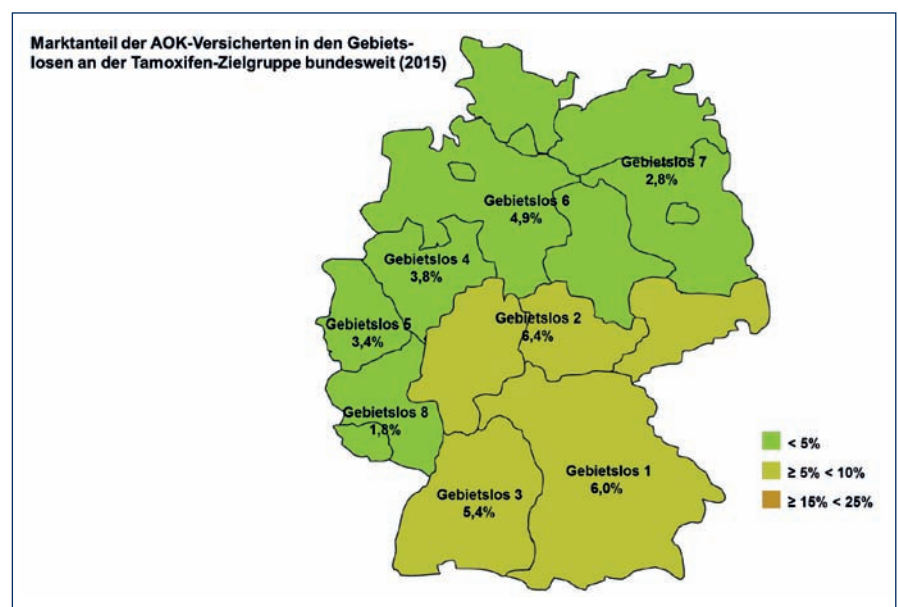 Marktanteil der AOK-Versicherten in den Gebiets-
losen an der Tamoxifen-Zielgruppe bundesweit (2015)
Gebietslos 7
2,8%
Gebietslos 6
4,9%
Gebietslos 4
3,8%
Gebietslos 2
6,4%
Gebietslos 5
3,4%
Gebietslos 8
1,8%
Gebietslos 1
6,0%
Gebietslos 3
5,4%
< 5%
≥ 5% < 10%
≥ 15% < 25%